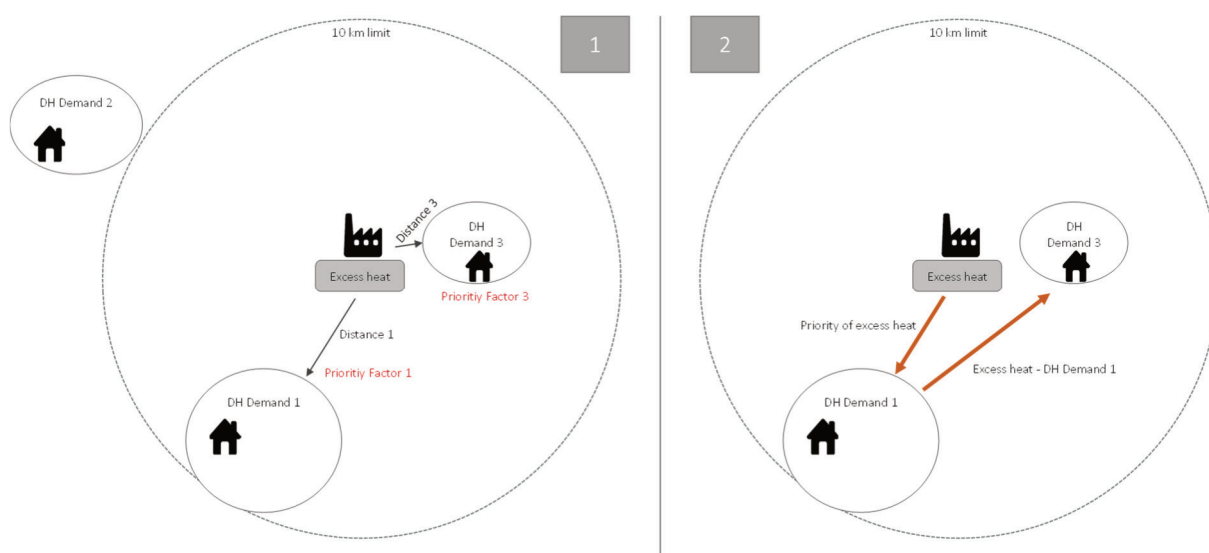 10 km limit
1
DH Demand 2
Distance 3
DH
Demand 3
Excess heat
Prioritiy Factor 3
Distance 1
Prioritiy Factor 1
DH Demand 1
2
10 km limit
DH
Demand 3
Excess heat
Priority of excess heat
Excess heat - DH Demand 1
DH Demand 1